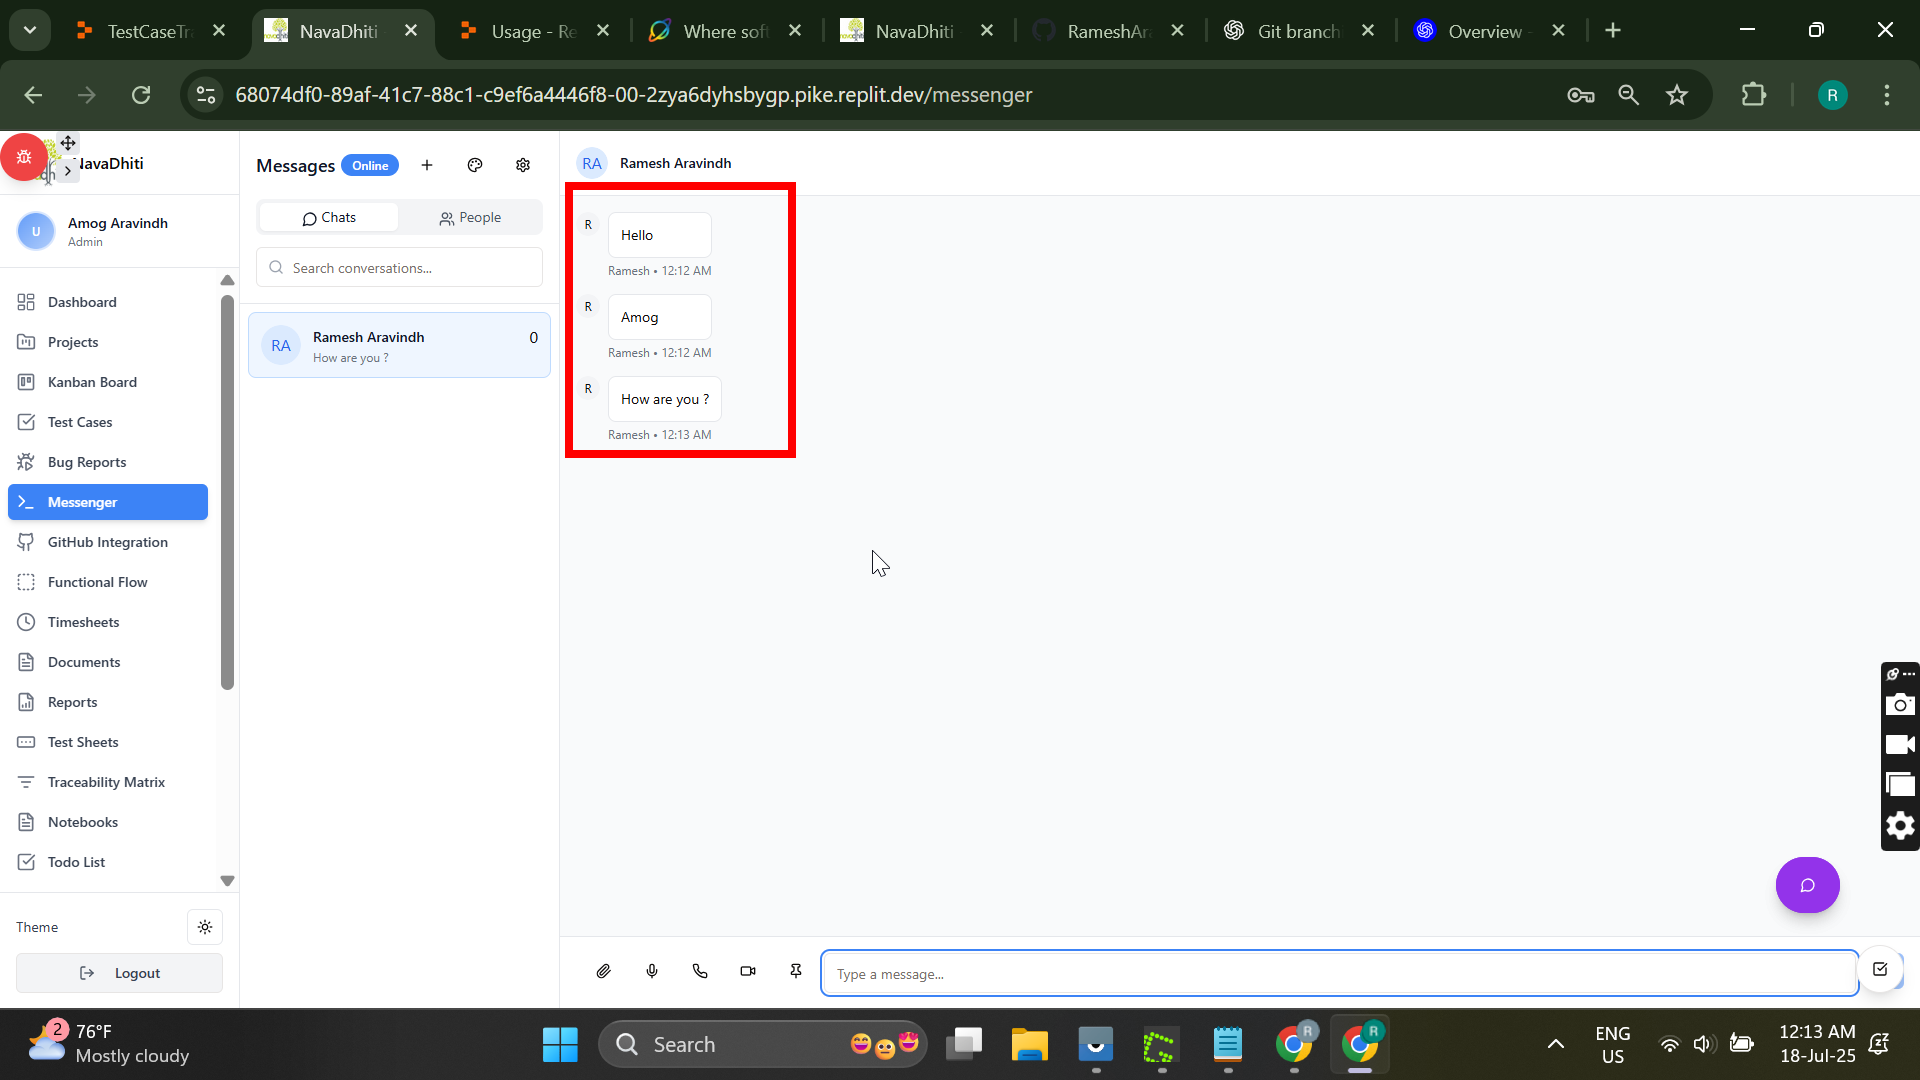 TestCaseTr
NavaDhiti
Usage - Re
Where soft
NavaDhiti
RameshAra
Git branch
Overview -
68074df0-89af-41c7-88c1-c9ef6a4446f8-00-2zya6dyhsbygp.pike.replit.dev/messenger
R
NavaDhiti
U
Amog Aravindh
Admin
Dashboard
Projects
Kanban Board
Test Cases
Bug Reports
Messenger
GitHub Integration
Functional Flow
Timesheets
Documents
Reports
Test Sheets
Traceability Matrix
Notebooks
Todo List
Theme
Logout
Messages
Online
Chats
People
Search conversations...
RA
Ramesh Aravindh
0
How are you ?
RA
Ramesh Aravindh
R
Hello
Ramesh • 12:12 AM
R
Amog
Ramesh • 12:12 AM
R
How are you ?
Ramesh • 12:13 AM
Type a message...
2
76°F
Mostly cloudy
Search
R
R
ENG
US
12:13 AM
18-Jul-25